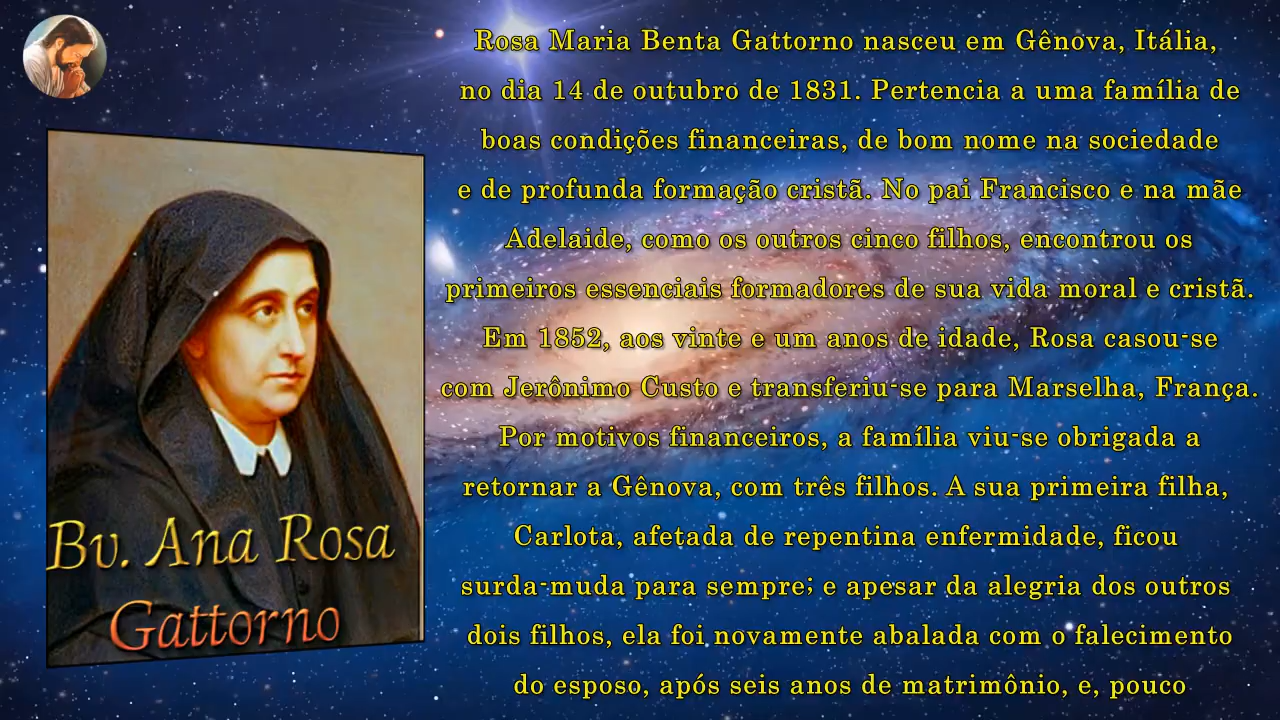 Rosa Maria Benta Gattorno nasceu em Gênova, Itália,
no dia 14 de outubro de 1831. Pertencia a uma família de
boas condições financeiras, de bom nome na sociedade
e de profunda formação cristã. No pai Francisco e na mãe
Adelaide, como os outros cinco filhos, encontrou os
primeiros essenciais formadores de sua vida moral e cristã.
Em 1852, aos vinte e um anos de idade, Rosa casou-se
com Jerônimo Custo e transferiu-se para Marselha, França.
Por motivos financeiros, a família viu-se obrigada a
retornar a Gênova, com três filhos. A sua primeira filha,
Carlota, afetada de repentina enfermidade, ficou
surda-muda para sempre; e apesar da alegria dos outros
dois filhos, ela foi novamente abalada com o falecimento
do esposo, após seis anos de matrimônio, e, pouco
Bv. Ana Rosa
Gattorno